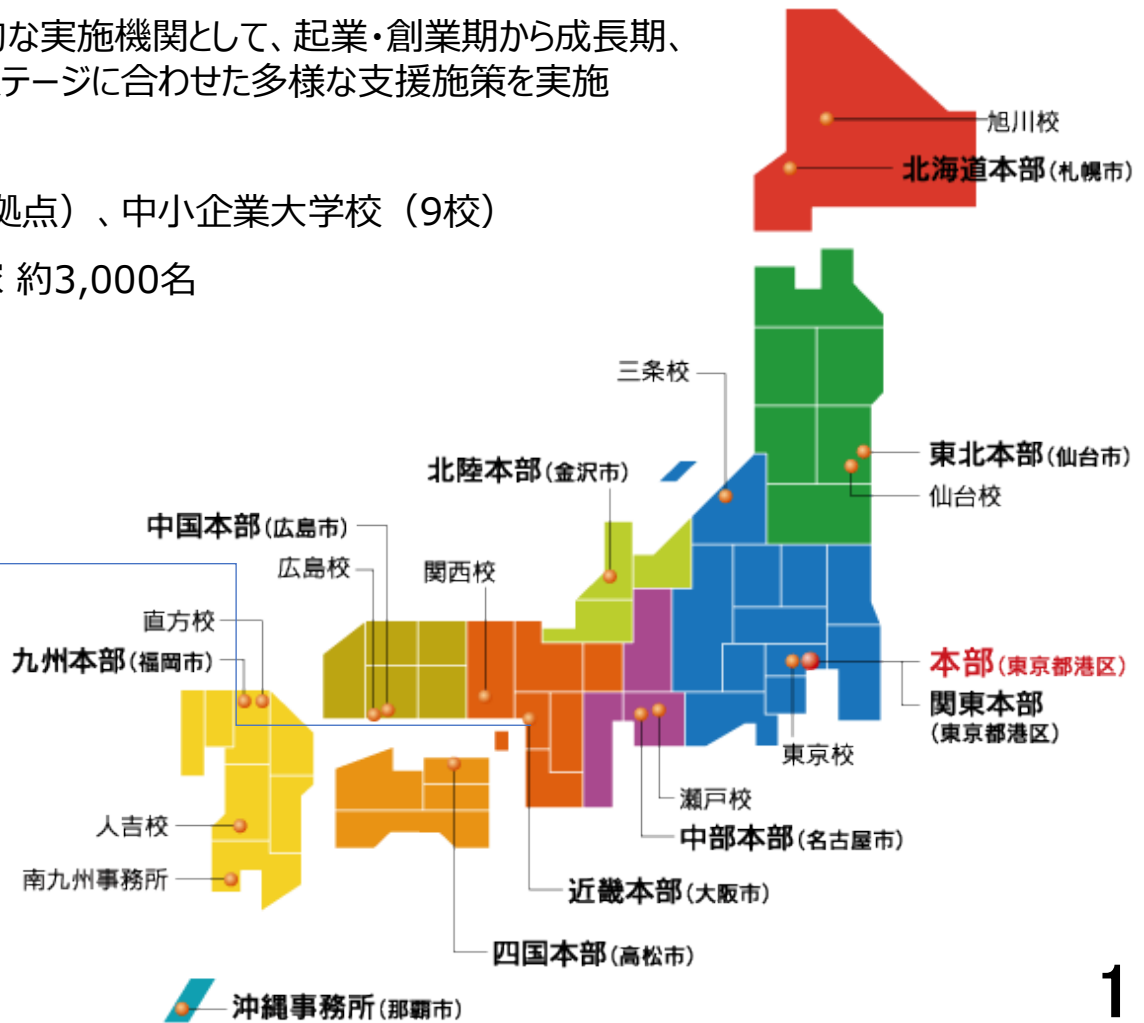 的な実施機関として、起業・創業期から成長期、
ステージに合わせた多様な支援施策を実施
拠点）、中小企業大学校（9校）
約3,000名
旭川校
北海道本部(札幌市)
三条校
東北本部(仙台市)
仙台校
北陸本部(金沢市)
中国本部(広島市)
広島校
関西校
直方校
九州本部(福岡市)
本部(東京都港区)
関東本部
(東京都港区)
東京校
瀬戸校
中部本部(名古屋市)
人吉校
南九州事務所
近畿本部(大阪市)
四国本部(高松市)
沖縄事務所(那覇市)
1